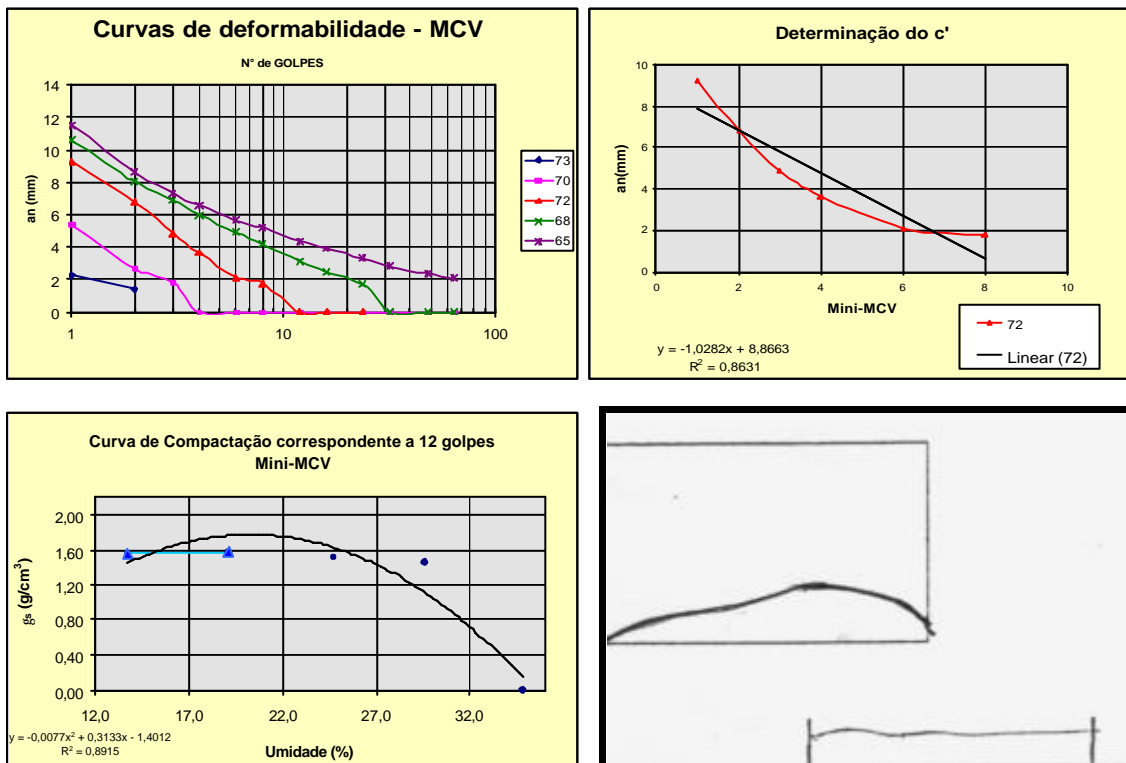 Curvas de deformabilidade - MCV
N° de GOLPES
an (mm)
14
12
10
8
6
4
2
0
1
10
100
73
70
72
68
65
Determinação do c'
an(mm)
10
8
6
4
2
0
0
2
4
6
8
10
Mini-MCV
72
Linear (72)
y = -1,0282x + 8,8663
R² = 0,8631
Curva de Compactação correspondente a 12 golpes
Mini-MCV
gs (g/cm³)
2,00
1,60
1,20
0,80
0,40
0,00
12,0
17,0
22,0
27,0
32,0
y = -0,0077x² + 0,3133x - 1,4012
R² = 0,8915
Umidade (%)